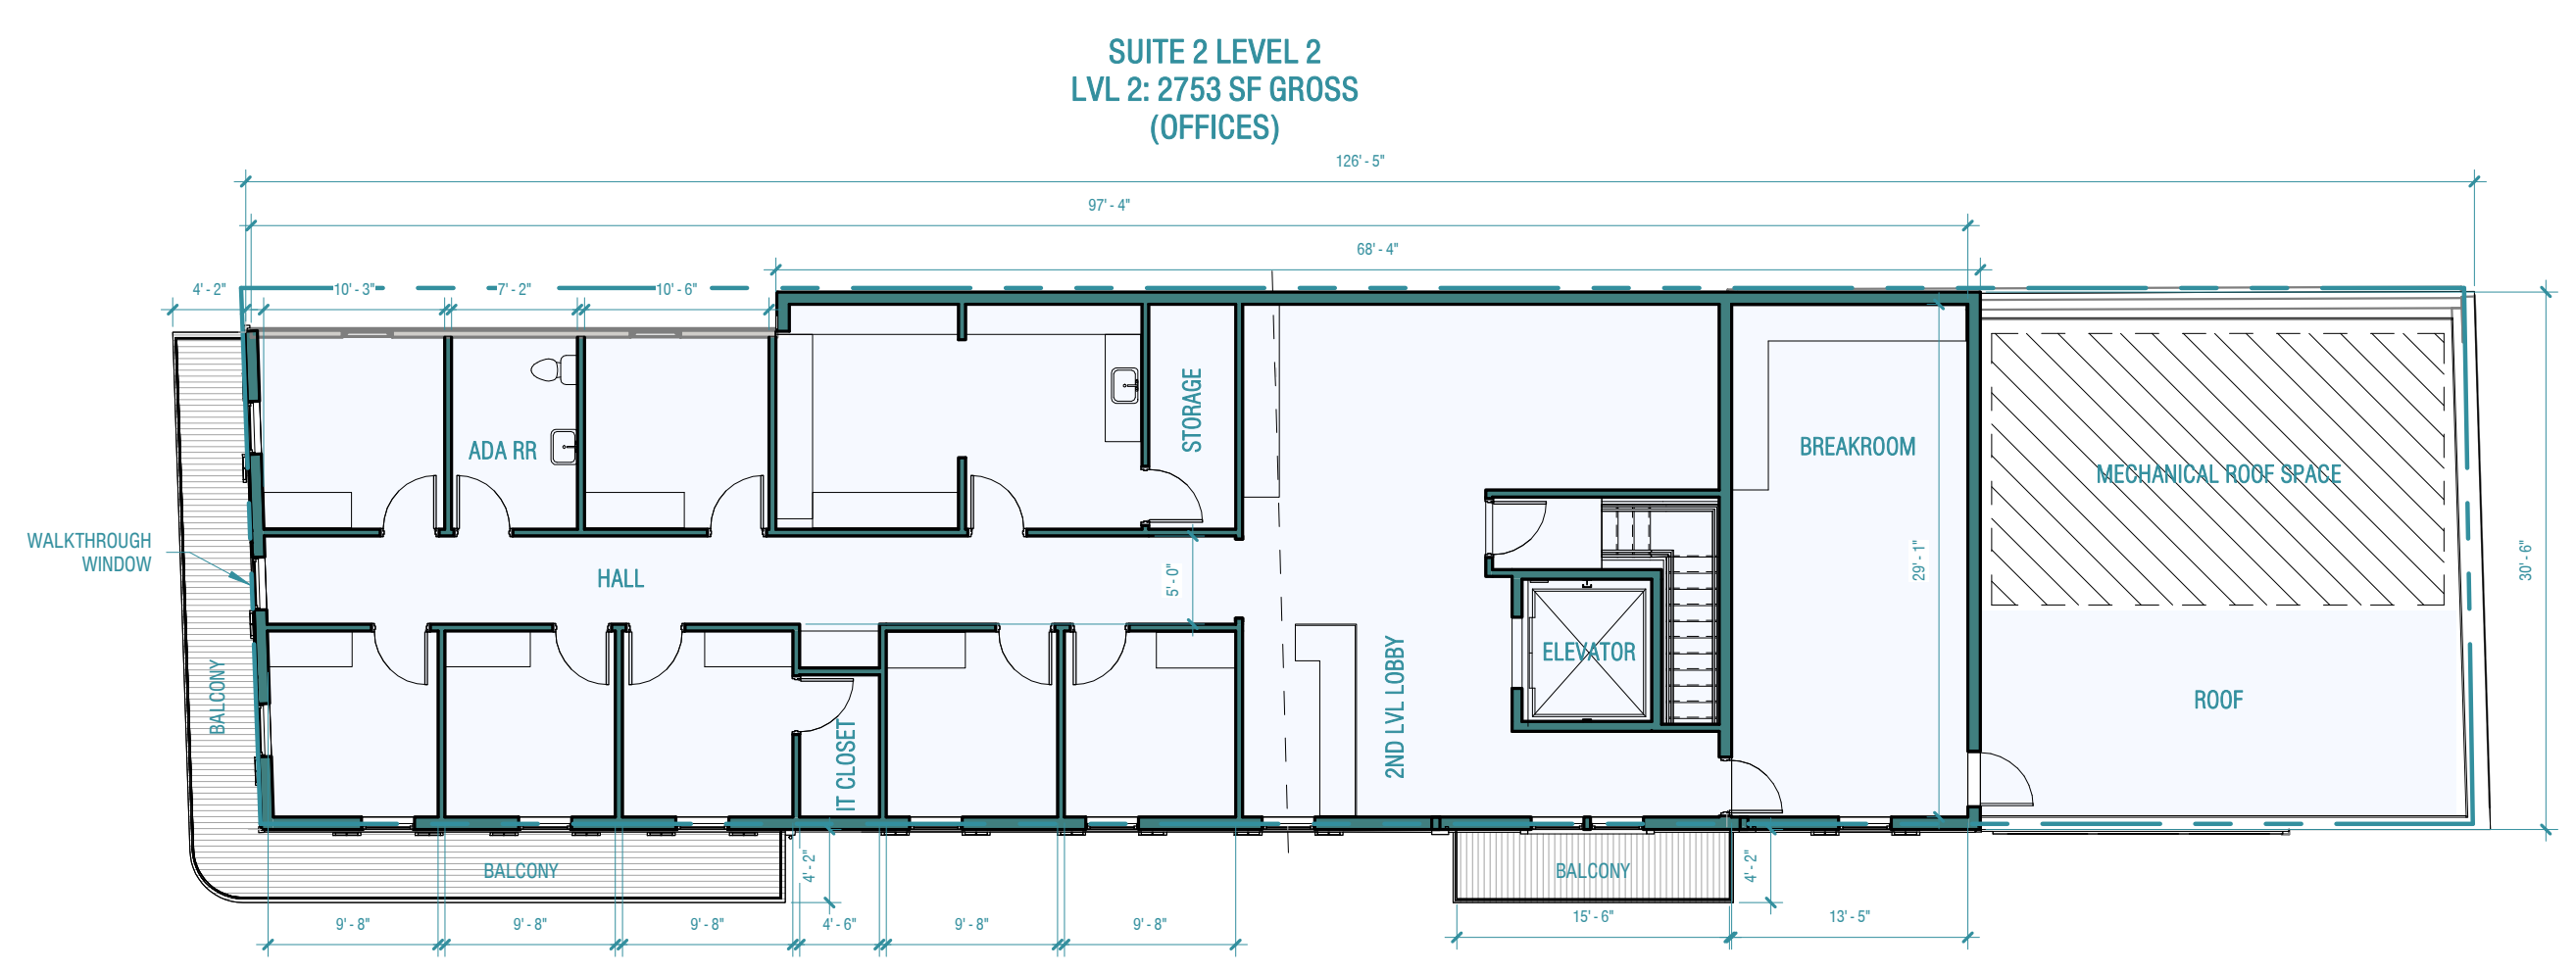 SUITE 2 LEVEL 2
LVL 2: 2753 SF GROSS
(OFFICES)
126' - 5"
97' - 4"
68' - 4"
4' - 2"
10' - 3"
7' - 2"
10' - 6"
ADA RR
STORAGE
BREAKROOM
MECHANICAL ROOF SPACE
WALKTHROUGH
WINDOW
HALL
5' - 0"
29' - 1"
30' - 6"
ELEVATOR
2ND LVL LOBBY
BALCONY
IT CLOSET
ROOF
BALCONY
4' - 2"
BALCONY
4' - 2"
9' - 8"
9' - 8"
9' - 8"
4' - 6"
9' - 8"
9' - 8"
15' - 6"
13' - 5"